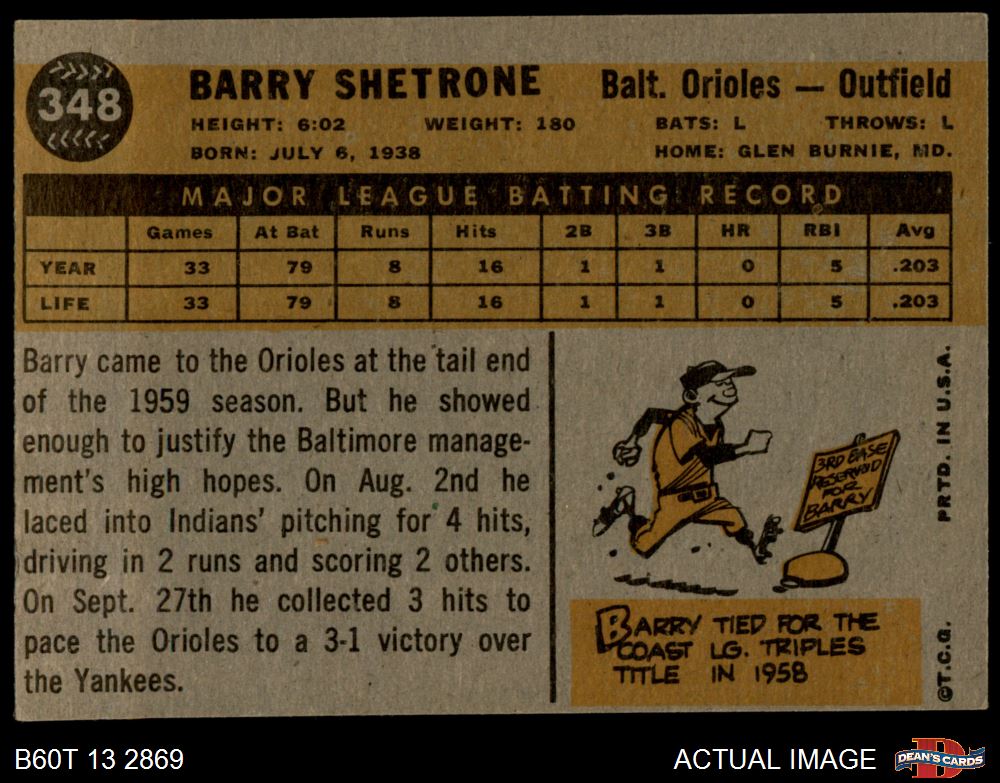 348
BARRY SHETRONE Balt. Orioles — Outfield
HEIGHT: 6:02 WEIGHT: 180 BATS: L THROWS: L
BORN: JULY 6, 1938 HOME: GLEN BURNIE, MD.
MAJOR LEAGUE BATTING RECORD
Games At Bat Runs Hits 2B 3B HR RBI Avg
YEAR 33 79 8 16 1 1 0 5 .203
LIFE 33 79 8 16 1 1 0 5 .203
Barry came to the Orioles at the tail end
of the 1959 season. But he showed
enough to justify the Baltimore manage-
ment's high hopes. On Aug. 2nd he
laced into Indians' pitching for 4 hits,
driving in 2 runs and scoring 2 others.
On Sept. 27th he collected 3 hits to
pace the Orioles to a 3-1 victory over
the Yankees.
3RD BASE
RESERVED
FOR
BARRY
BARRY TIED FOR THE
COAST LG. TRIPLES
TITLE IN 1958
©T.C.G. PRTD. IN U.S.A.
B60T 13 2869 ACTUAL IMAGE
D
DEAN'S CARDS